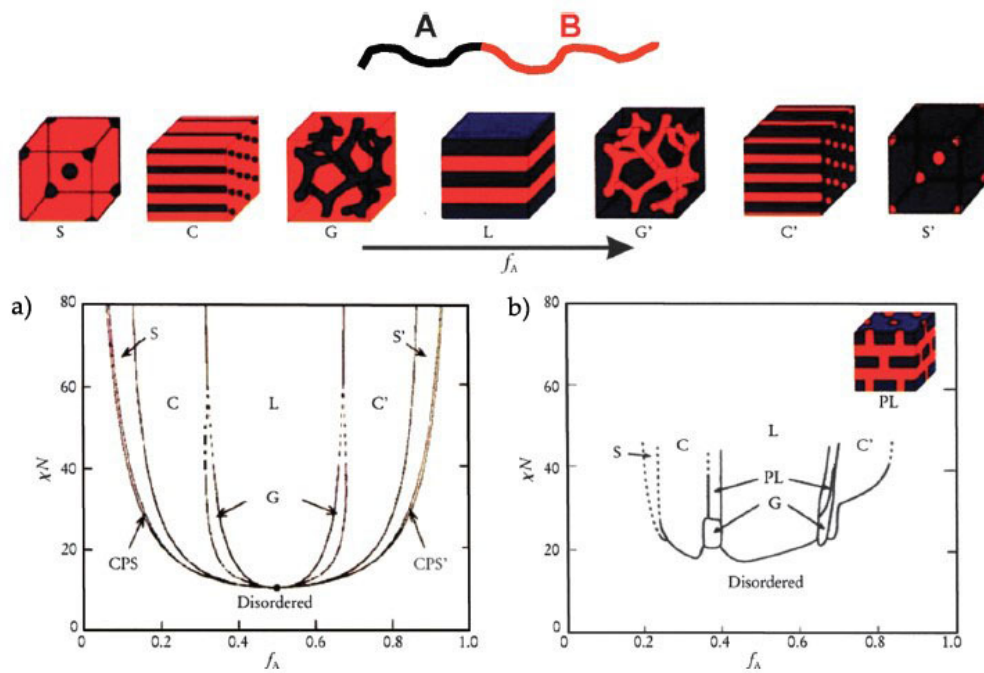 A B
S C G L G' C' S'
fA
a)
80
60
40
20
0
χN
S S'
C L C'
G
CPS CPS'
Disordered
0 0.2 0.4 0.6 0.8 1.0
fA
b)
80
60
40
20
0
χN
PL
L
S C C'
PL
G
Disordered
0 0.2 0.4 0.6 0.8 1.0
fA